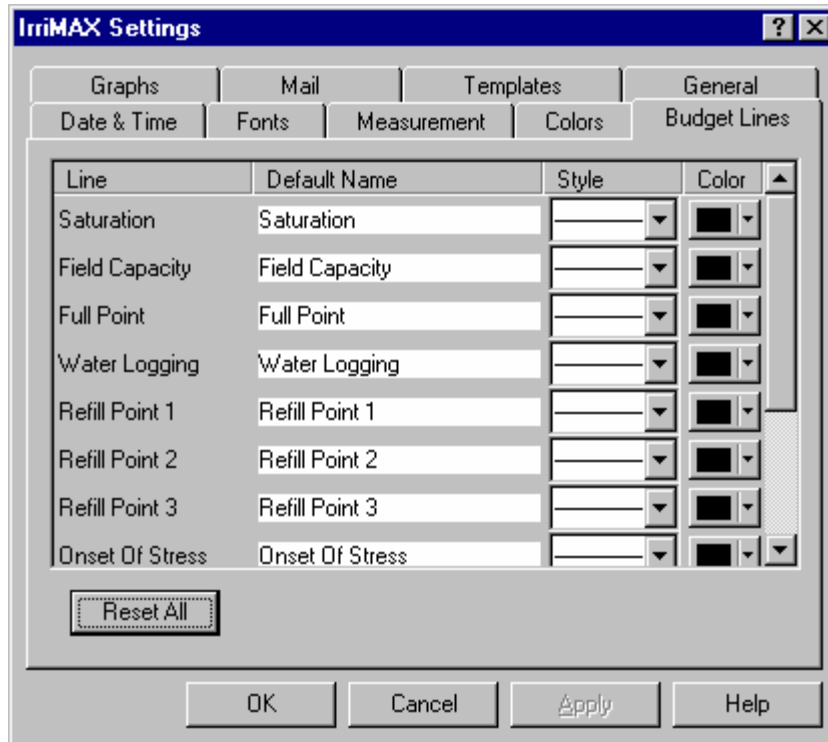 IrriMAX Settings
Graphs Mail Templates General
Date & Time Fonts Measurement Colors Budget Lines
Line Default Name Style Color
Saturation Saturation
Field Capacity Field Capacity
Full Point Full Point
Water Logging Water Logging
Refill Point 1 Refill Point 1
Refill Point 2 Refill Point 2
Refill Point 3 Refill Point 3
Onset Of Stress Onset Of Stress
Reset All
OK Cancel Apply Help